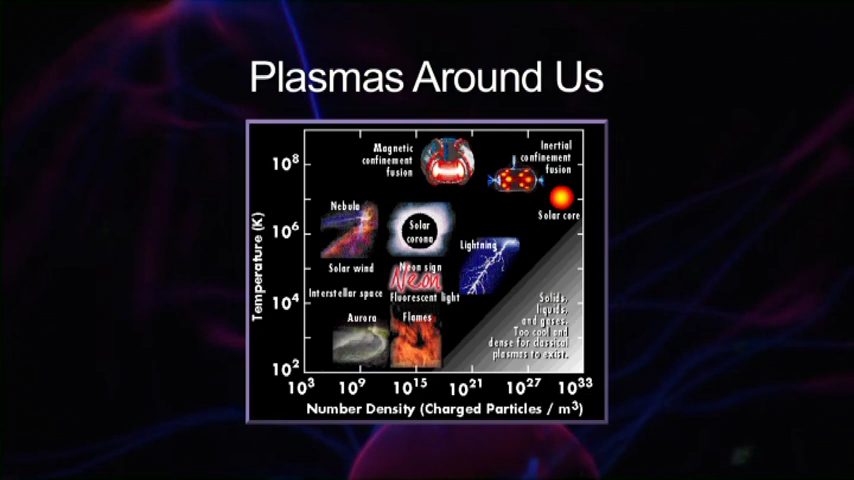 Plasmas Around Us
Magnetic
confinement
fusion
Inertial
confinement
fusion
Solar core
Nebula
Solar
corona
Lightning
Solar wind
Neon sign
Neon
Interstellar space
Fluorescent light
Aurora
Flames
Solids,
liquids,
and gases.
Too cool and
dense for classical
plasmas to exist.
Temperature (K)
10⁸
10⁶
10⁴
10²
10³ 10⁹ 10¹⁵ 10²¹ 10²⁷ 10³³
Number Density (Charged Particles / m³)